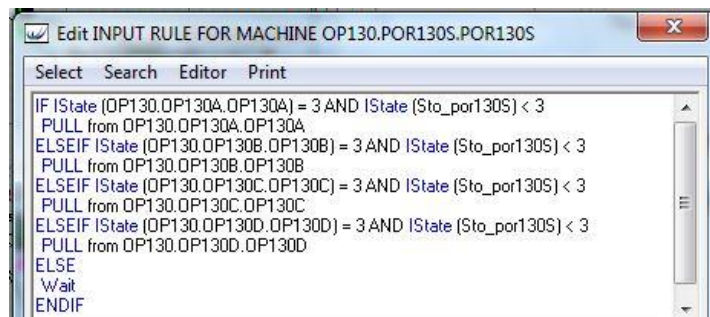 Edit INPUT RULE FOR MACHINE OP130.POR130S.POR130S
x
Select Search Editor Print
IF IState (OP130.OP130A.OP130A) = 3 AND IState (Sto_por130S) < 3
PULL from OP130.OP130A.OP130A
ELSEIF IState (OP130.OP130B.OP130B) = 3 AND IState (Sto_por130S) < 3
PULL from OP130.OP130B.OP130B
ELSEIF IState (OP130.OP130C.OP130C) = 3 AND IState (Sto_por130S) < 3
PULL from OP130.OP130C.OP130C
ELSEIF IState (OP130.OP130D.OP130D) = 3 AND IState (Sto_por130S) < 3
PULL from OP130.OP130D.OP130D
ELSE
Wait
ENDIF